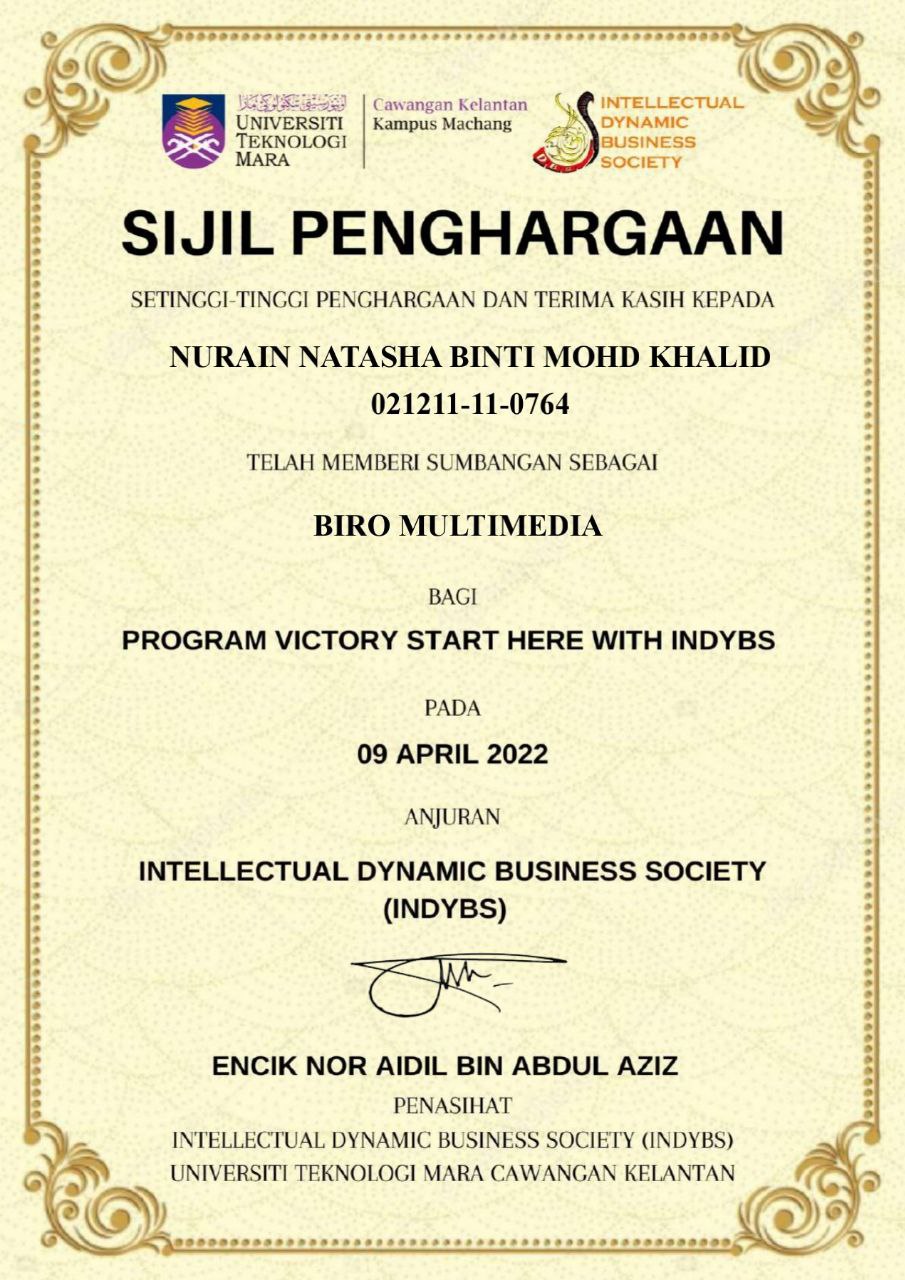 اونيۏرسيتي تيكنولوڬي مارا
UNIVERSITI
TEKNOLOGI
MARA
Cawangan Kelantan
Kampus Machang
INTELLECTUAL
DYNAMIC
BUSINESS
SOCIETY
SIJIL PENGHARGAAN
SETINGGI-TINGGI PENGHARGAAN DAN TERIMA KASIH KEPADA
NURAIN NATASHA BINTI MOHD KHALID
021211-11-0764
TELAH MEMBERI SUMBANGAN SEBAGAI
BIRO MULTIMEDIA
BAGI
PROGRAM VICTORY START HERE WITH INDYBS
PADA
09 APRIL 2022
ANJURAN
INTELLECTUAL DYNAMIC BUSINESS SOCIETY
(INDYBS)
ENCIK NOR AIDIL BIN ABDUL AZIZ
PENASIHAT
INTELLECTUAL DYNAMIC BUSINESS SOCIETY (INDYBS)
UNIVERSITI TEKNOLOGI MARA CAWANGAN KELANTAN